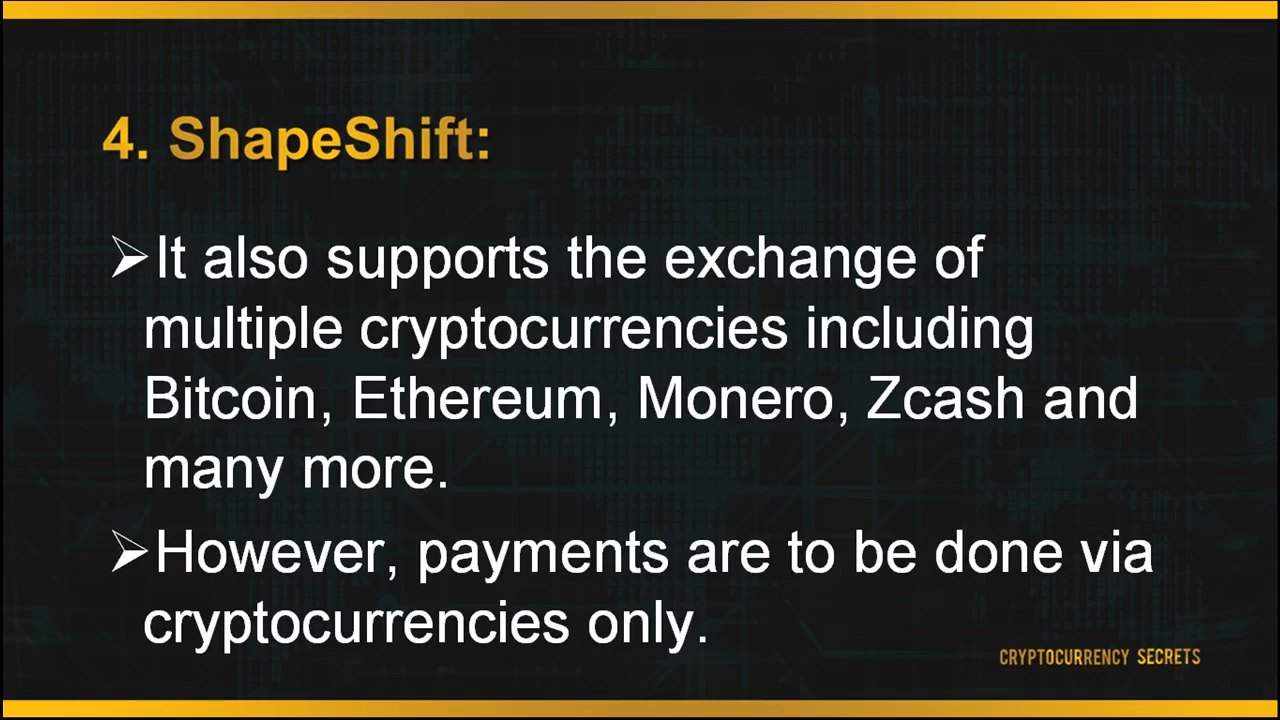 4. ShapeShift:
➢It also supports the exchange of
multiple cryptocurrencies including
Bitcoin, Ethereum, Monero, Zcash and
many more.
➢However, payments are to be done via
cryptocurrencies only.
CRYPTOCURRENCY SECRETS